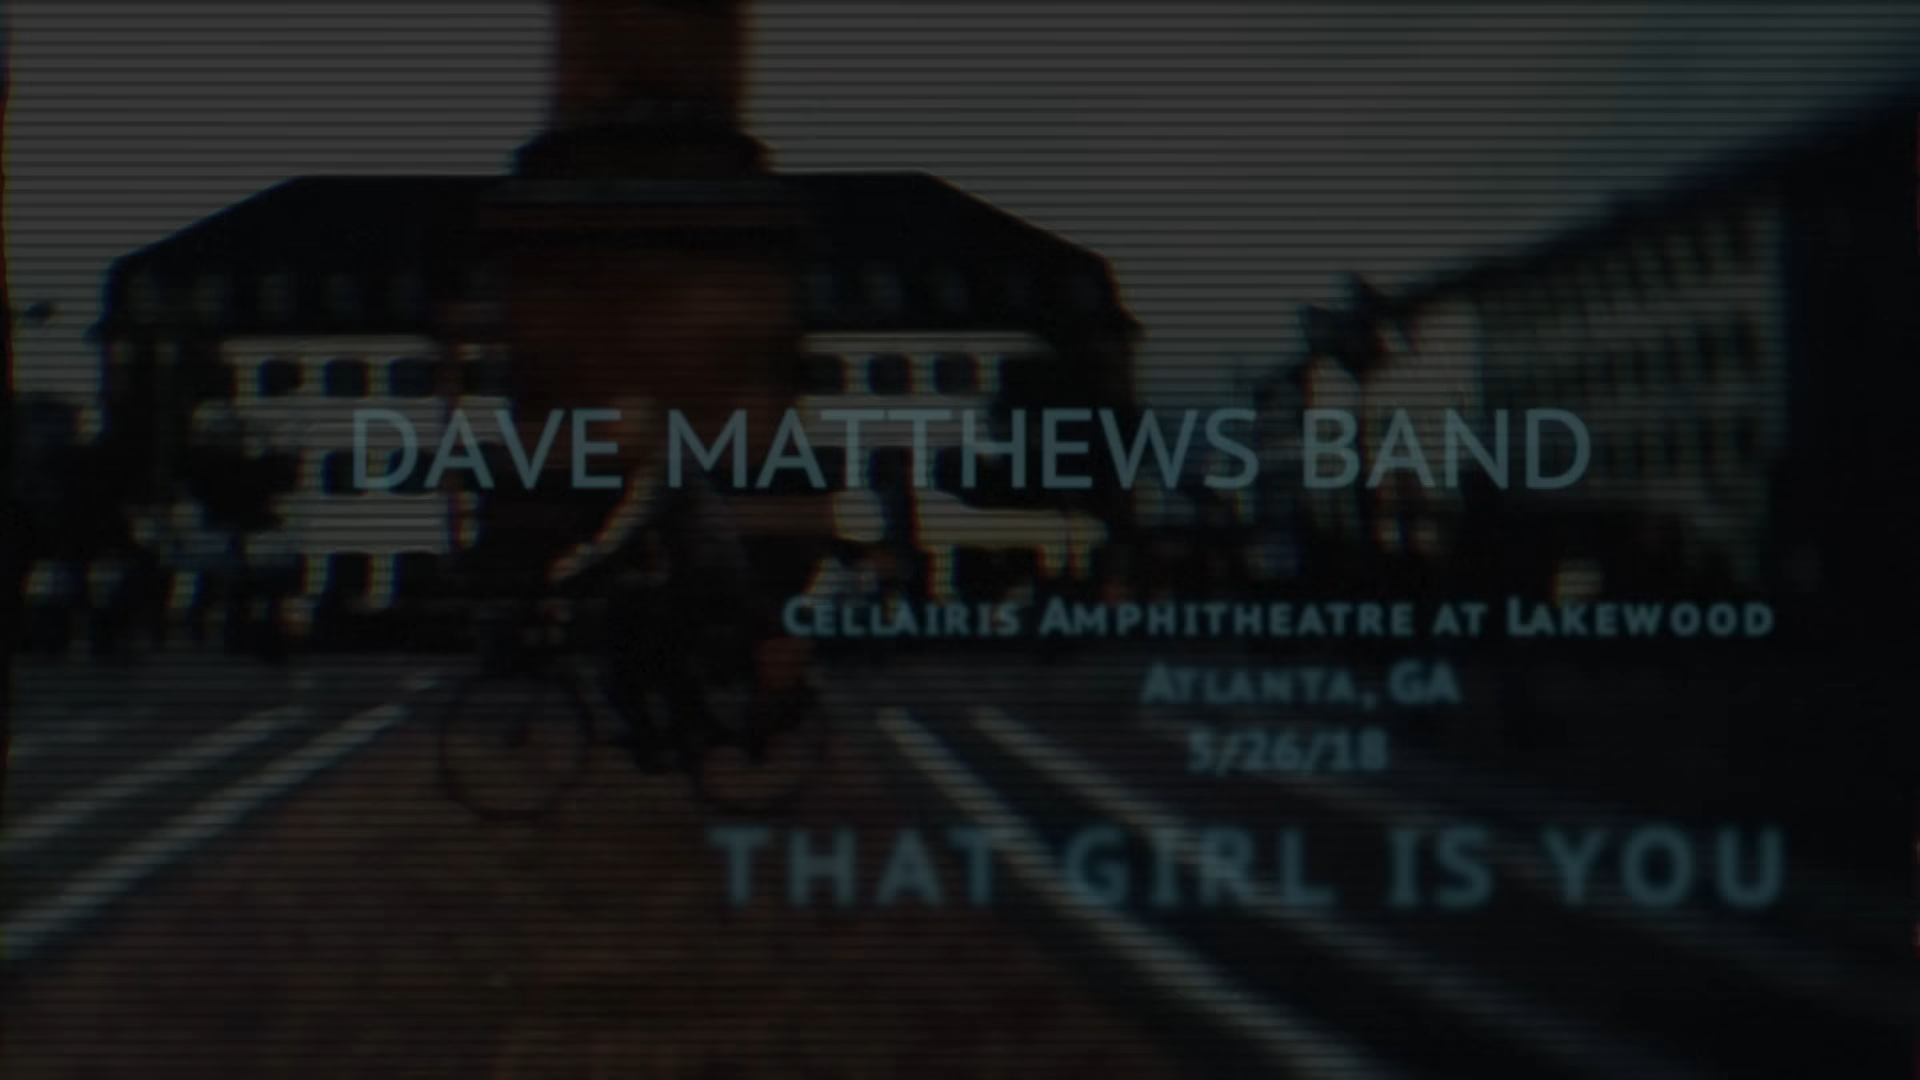 DAVE MATTHEWS BAND
CELLAIRIS AMPHITHEATRE AT LAKEWOOD
ATLANTA, GA
5/26/18
THAT GIRL IS YOU